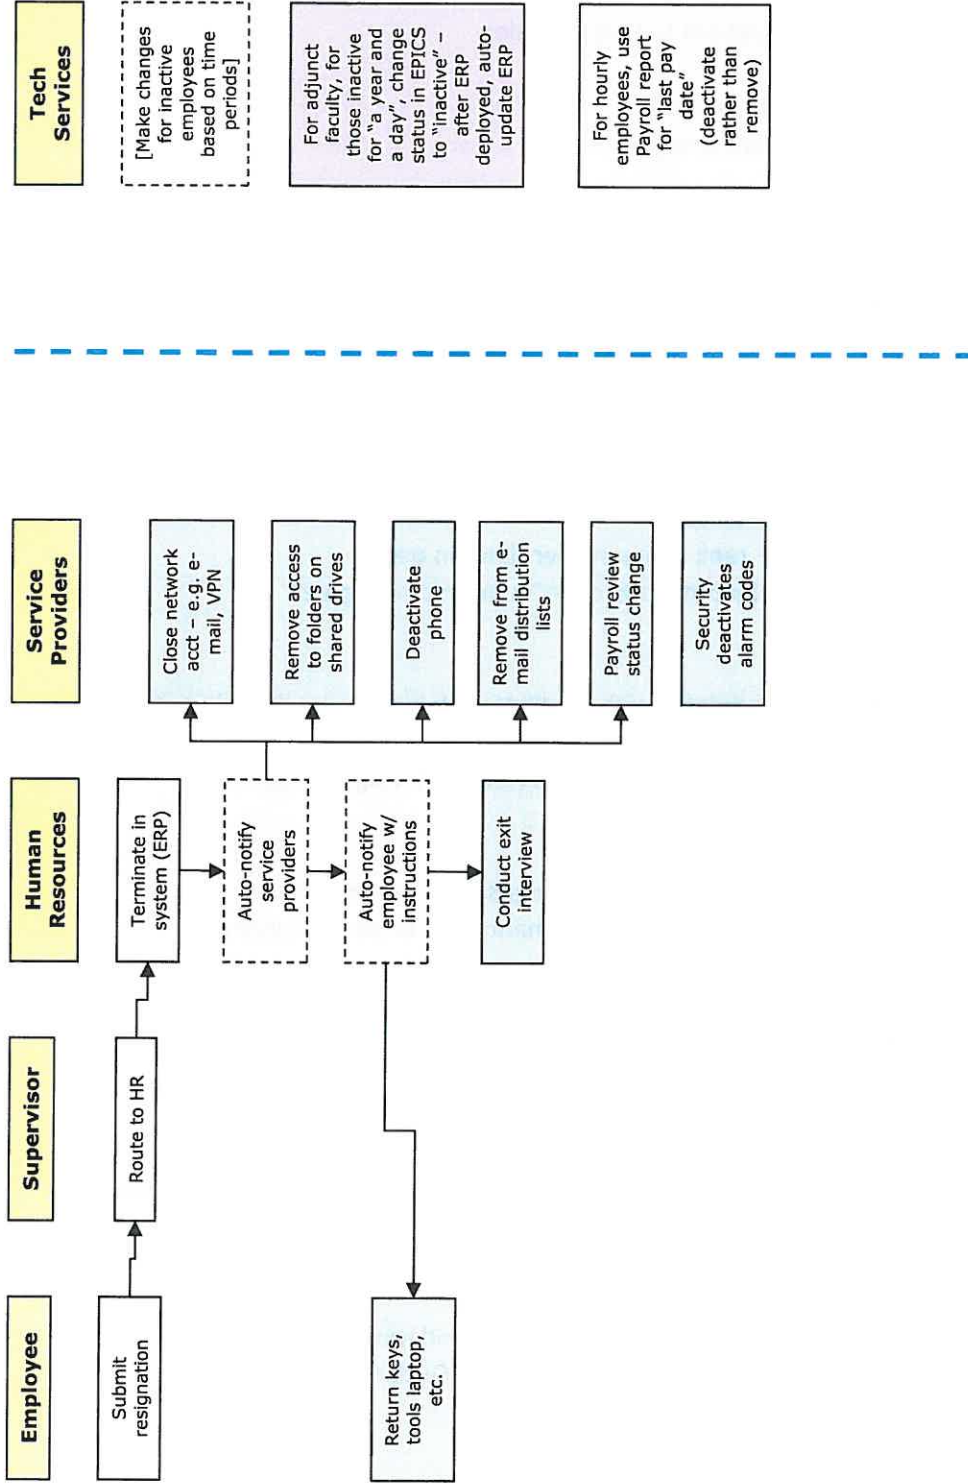 Employee
Submit
resignation
Return keys,
tools laptop,
etc.
Supervisor
Route to HR
Human
Resources
Terminate in
system (ERP)
Auto-notify
service
providers
Auto-notify
employee w/
instructions
Conduct exit
interview
Service
Providers
Close network
acct – e.g. e-
mail, VPN
Remove access
to folders on
shared drives
Deactivate
phone
Remove from e-
mail distribution
lists
Payroll review
status change
Security
deactivates
alarm codes
Tech
Services
[Make changes
for inactive
employees
based on time
periods]
For adjunct
faculty, for
those inactive
for “a year and
a day”, change
status in EPICS
to “inactive” –
after ERP
deployed, auto-
update ERP
For hourly
employees, use
Payroll report
for “last pay
date”
(deactivate
rather than
remove)